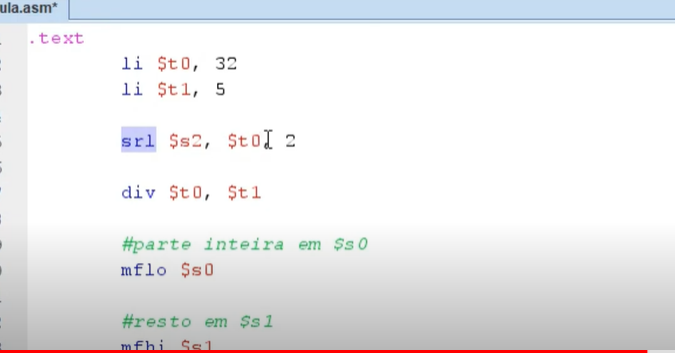 ula.asm*
.text
li $t0, 32
li $t1, 5
srl $s2, $t0, 2
div $t0, $t1
#parte inteira em $s0
mflo $s0
#resto em $s1
mfhi $s1